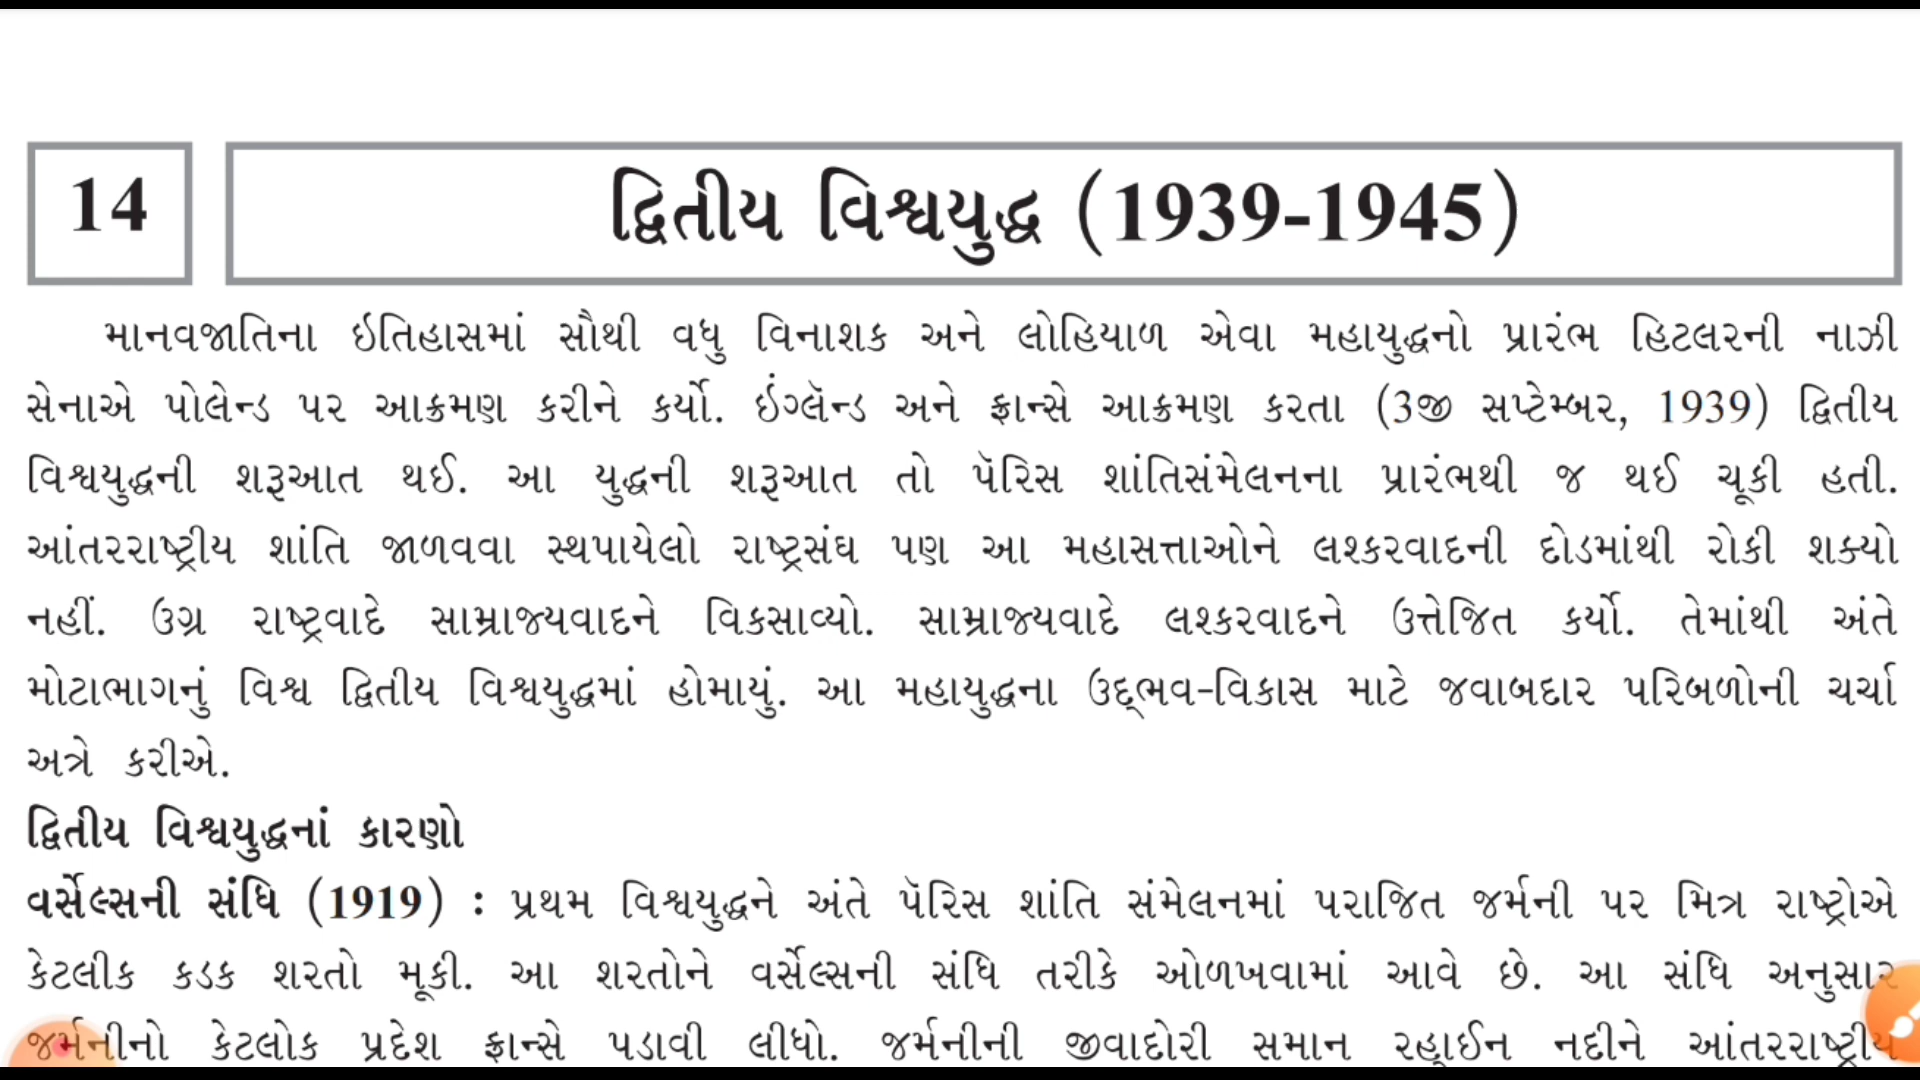 14
દ્વિતીય વિશ્વયુદ્ધ (1939-1945)
માનવજાતિના ઇતિહાસમાં સૌથી વધુ વિનાશક અને લોહિયાળ એવા મહાયુદ્ધનો પ્રારંભ હિટલરની નાઝી
સેનાએ પોલેન્ડ પર આક્રમણ કરીને કર્યો. ઇંગ્લૅન્ડ અને ફ્રાન્સે આક્રમણ કરતા (3જી સપ્ટેમ્બર, 1939) દ્વિતીય
વિશ્વયુદ્ધની શરૂઆત થઈ. આ યુદ્ધની શરૂઆત તો પૅરિસ શાંતિસંમેલનના પ્રારંભથી જ થઈ ચૂકી હતી.
આંતરરાષ્ટ્રીય શાંતિ જાળવવા સ્થપાયેલો રાષ્ટ્રસંઘ પણ આ મહાસત્તાઓને લશ્કરવાદની દોડમાંથી રોકી શક્યો
નહીં. ઉગ્ર રાષ્ટ્રવાદે સામ્રાજ્યવાદને વિકસાવ્યો. સામ્રાજ્યવાદે લશ્કરવાદને ઉત્તેજિત કર્યો. તેમાંથી અંતે
મોટાભાગનું વિશ્વ દ્વિતીય વિશ્વયુદ્ધમાં હોમાયું. આ મહાયુદ્ધના ઉદ્‌ભવ-વિકાસ માટે જવાબદાર પરિબળોની ચર્ચા
અત્રે કરીએ.
દ્વિતીય વિશ્વયુદ્ધનાં કારણો
વર્સેલ્સની સંધિ (1919) : પ્રથમ વિશ્વયુદ્ધને અંતે પૅરિસ શાંતિ સંમેલનમાં પરાજિત જર્મની પર મિત્ર રાષ્ટ્રોએ
કેટલીક કડક શરતો મૂકી. આ શરતોને વર્સેલ્સની સંધિ તરીકે ઓળખવામાં આવે છે. આ સંધિ અનુસાર
જર્મનીનો કેટલોક પ્રદેશ ફ્રાન્સે પડાવી લીધો. જર્મનીની જીવાદોરી સમાન રહાઈન નદીને આંતરરાષ્ટ્રીય